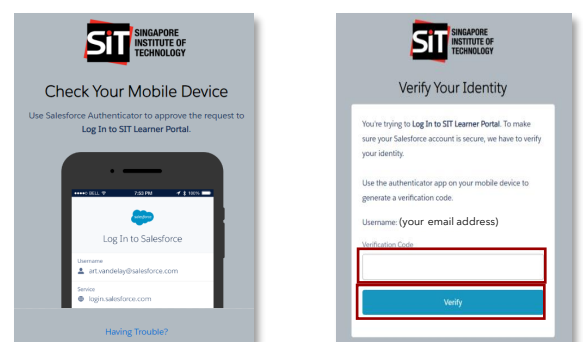 SiT
SINGAPORE
INSTITUTE OF
TECHNOLOGY
Check Your Mobile Device
Use Salesforce Authenticator to approve the request to
Log In to SIT Learner Portal.
BELL
7:53 PM
100%
salesforce
Log In to Salesforce
Username
art.vandelay@salesforce.com
Service
login.salesforce.com
Having Trouble?
SiT
SINGAPORE
INSTITUTE OF
TECHNOLOGY
Verify Your Identity
You're trying to Log In to SIT Learner Portal. To make
sure your Salesforce account is secure, we have to verify
your identity.
Use the authenticator app on your mobile device to
generate a verification code.
Username: (your email address)
Verification Code
Verify